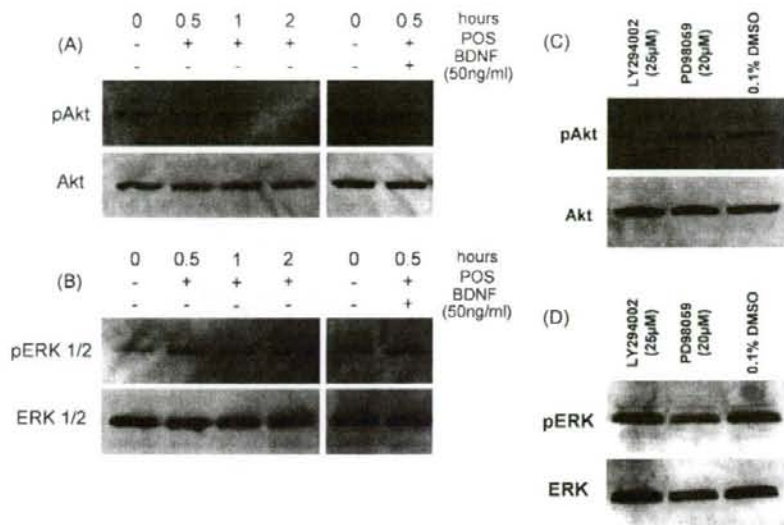 (A)
0 0 5 1 2 0 0 5 hours
- + + + - + POS
- - - - - + BDNF
(50ng/ml)
pAkt
Akt
(B)
0 0.5 1 2 0 0.5 hours
- + + + - + POS
- - - - - + BDNF
(50ng/ml)
pERK 1/2
ERK 1/2
(C)
LY294002
(25µM)
PD98059
(20µM)
0.1% DMSO
pAkt
Akt
(D)
LY294002
(25µM)
PD98059
(20µM)
0.1% DMSO
pERK
ERK